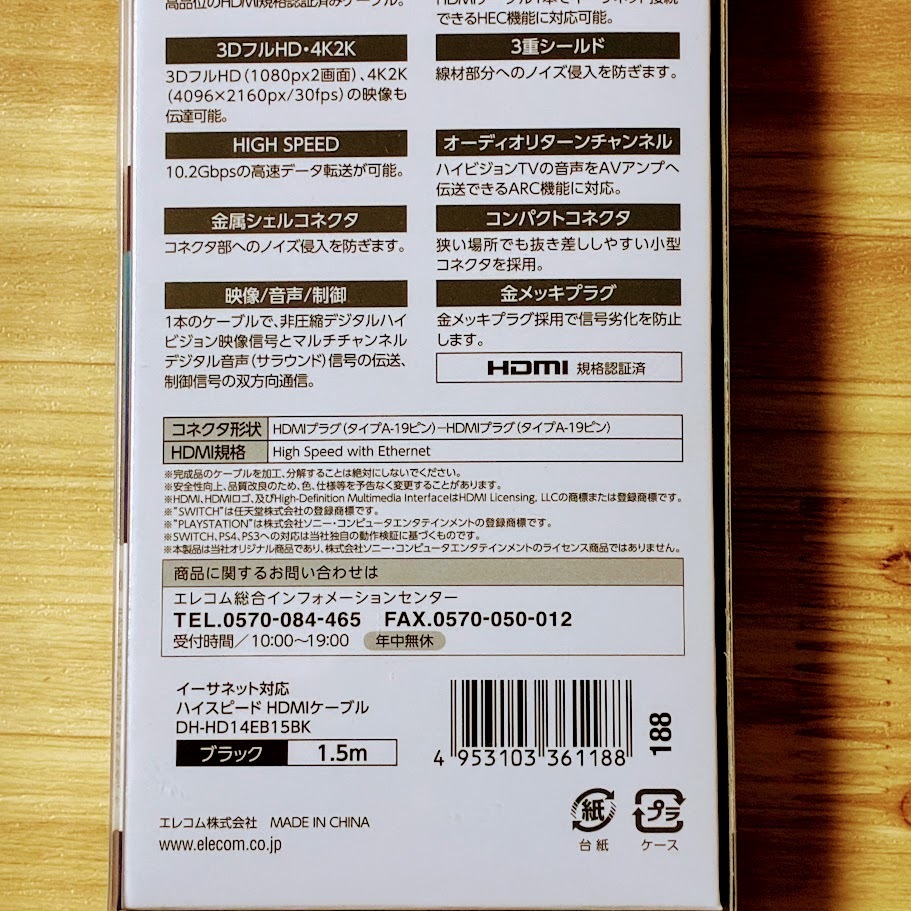 高品位のHDMI規格認証済みケーブル。
できるHEC機能に対応可能。
3DフルHD・4K2K
3DフルHD(1080px2画面)、4K2K
(4096×2160px/30fps)の映像も
伝達可能。
3重シールド
線材部分へのノイズ侵入を防ぎます。
HIGH SPEED
10.2Gbpsの高速データ転送が可能。
オーディオリターンチャンネル
ハイビジョンTVの音声をAVアンプへ
伝送できるARC機能に対応。
金属シェルコネクタ
コネクタ部へのノイズ侵入を防ぎます。
コンパクトコネクタ
狭い場所でも抜き差ししやすい小型
コネクタを採用。
映像/音声/制御
1本のケーブルで、非圧縮デジタルハイ
ビジョン映像信号とマルチチャンネル
デジタル音声(サラウンド)信号の伝送、
制御信号の双方向通信。
金メッキプラグ
金メッキプラグ採用で信号劣化を防止
します。
HDMI 規格認証済
コネクタ形状 HDMIプラグ(タイプA-19ピン)−HDMIプラグ(タイプA-19ピン)
HDMI規格 High Speed with Ethernet
※完成品のケーブルを加工、分解することは絶対にしないでください。
※安全性向上、品質改良のため、色、仕様等を予告なく変更することがあります。
※HDMI、HDMIロゴ、及びHigh-Definition Multimedia InterfaceはHDMI Licensing, LLCの商標または登録商標です。
※"SWITCH"は任天堂株式会社の登録商標です。
※"PLAYSTATION"は株式会社ソニー・コンピュータエンタテインメントの登録商標です。
※SWITCH、PS4、PS3への対応は当社独自の動作検証に基づくものです。
※本製品は当社オリジナル商品であり、株式会社ソニー・コンピュータエンタテインメントのライセンス商品ではありません。
商品に関するお問い合わせは
エレコム総合インフォメーションセンター
TEL.0570-084-465 FAX.0570-050-012
受付時間/10:00〜19:00 年中無休
イーサネット対応
ハイスピード HDMIケーブル
DH-HD14EB15BK
ブラック 1.5m
4 953103 361188
188
エレコム株式会社 MADE IN CHINA
www.elecom.co.jp
紙
台紙
プラ
ケース